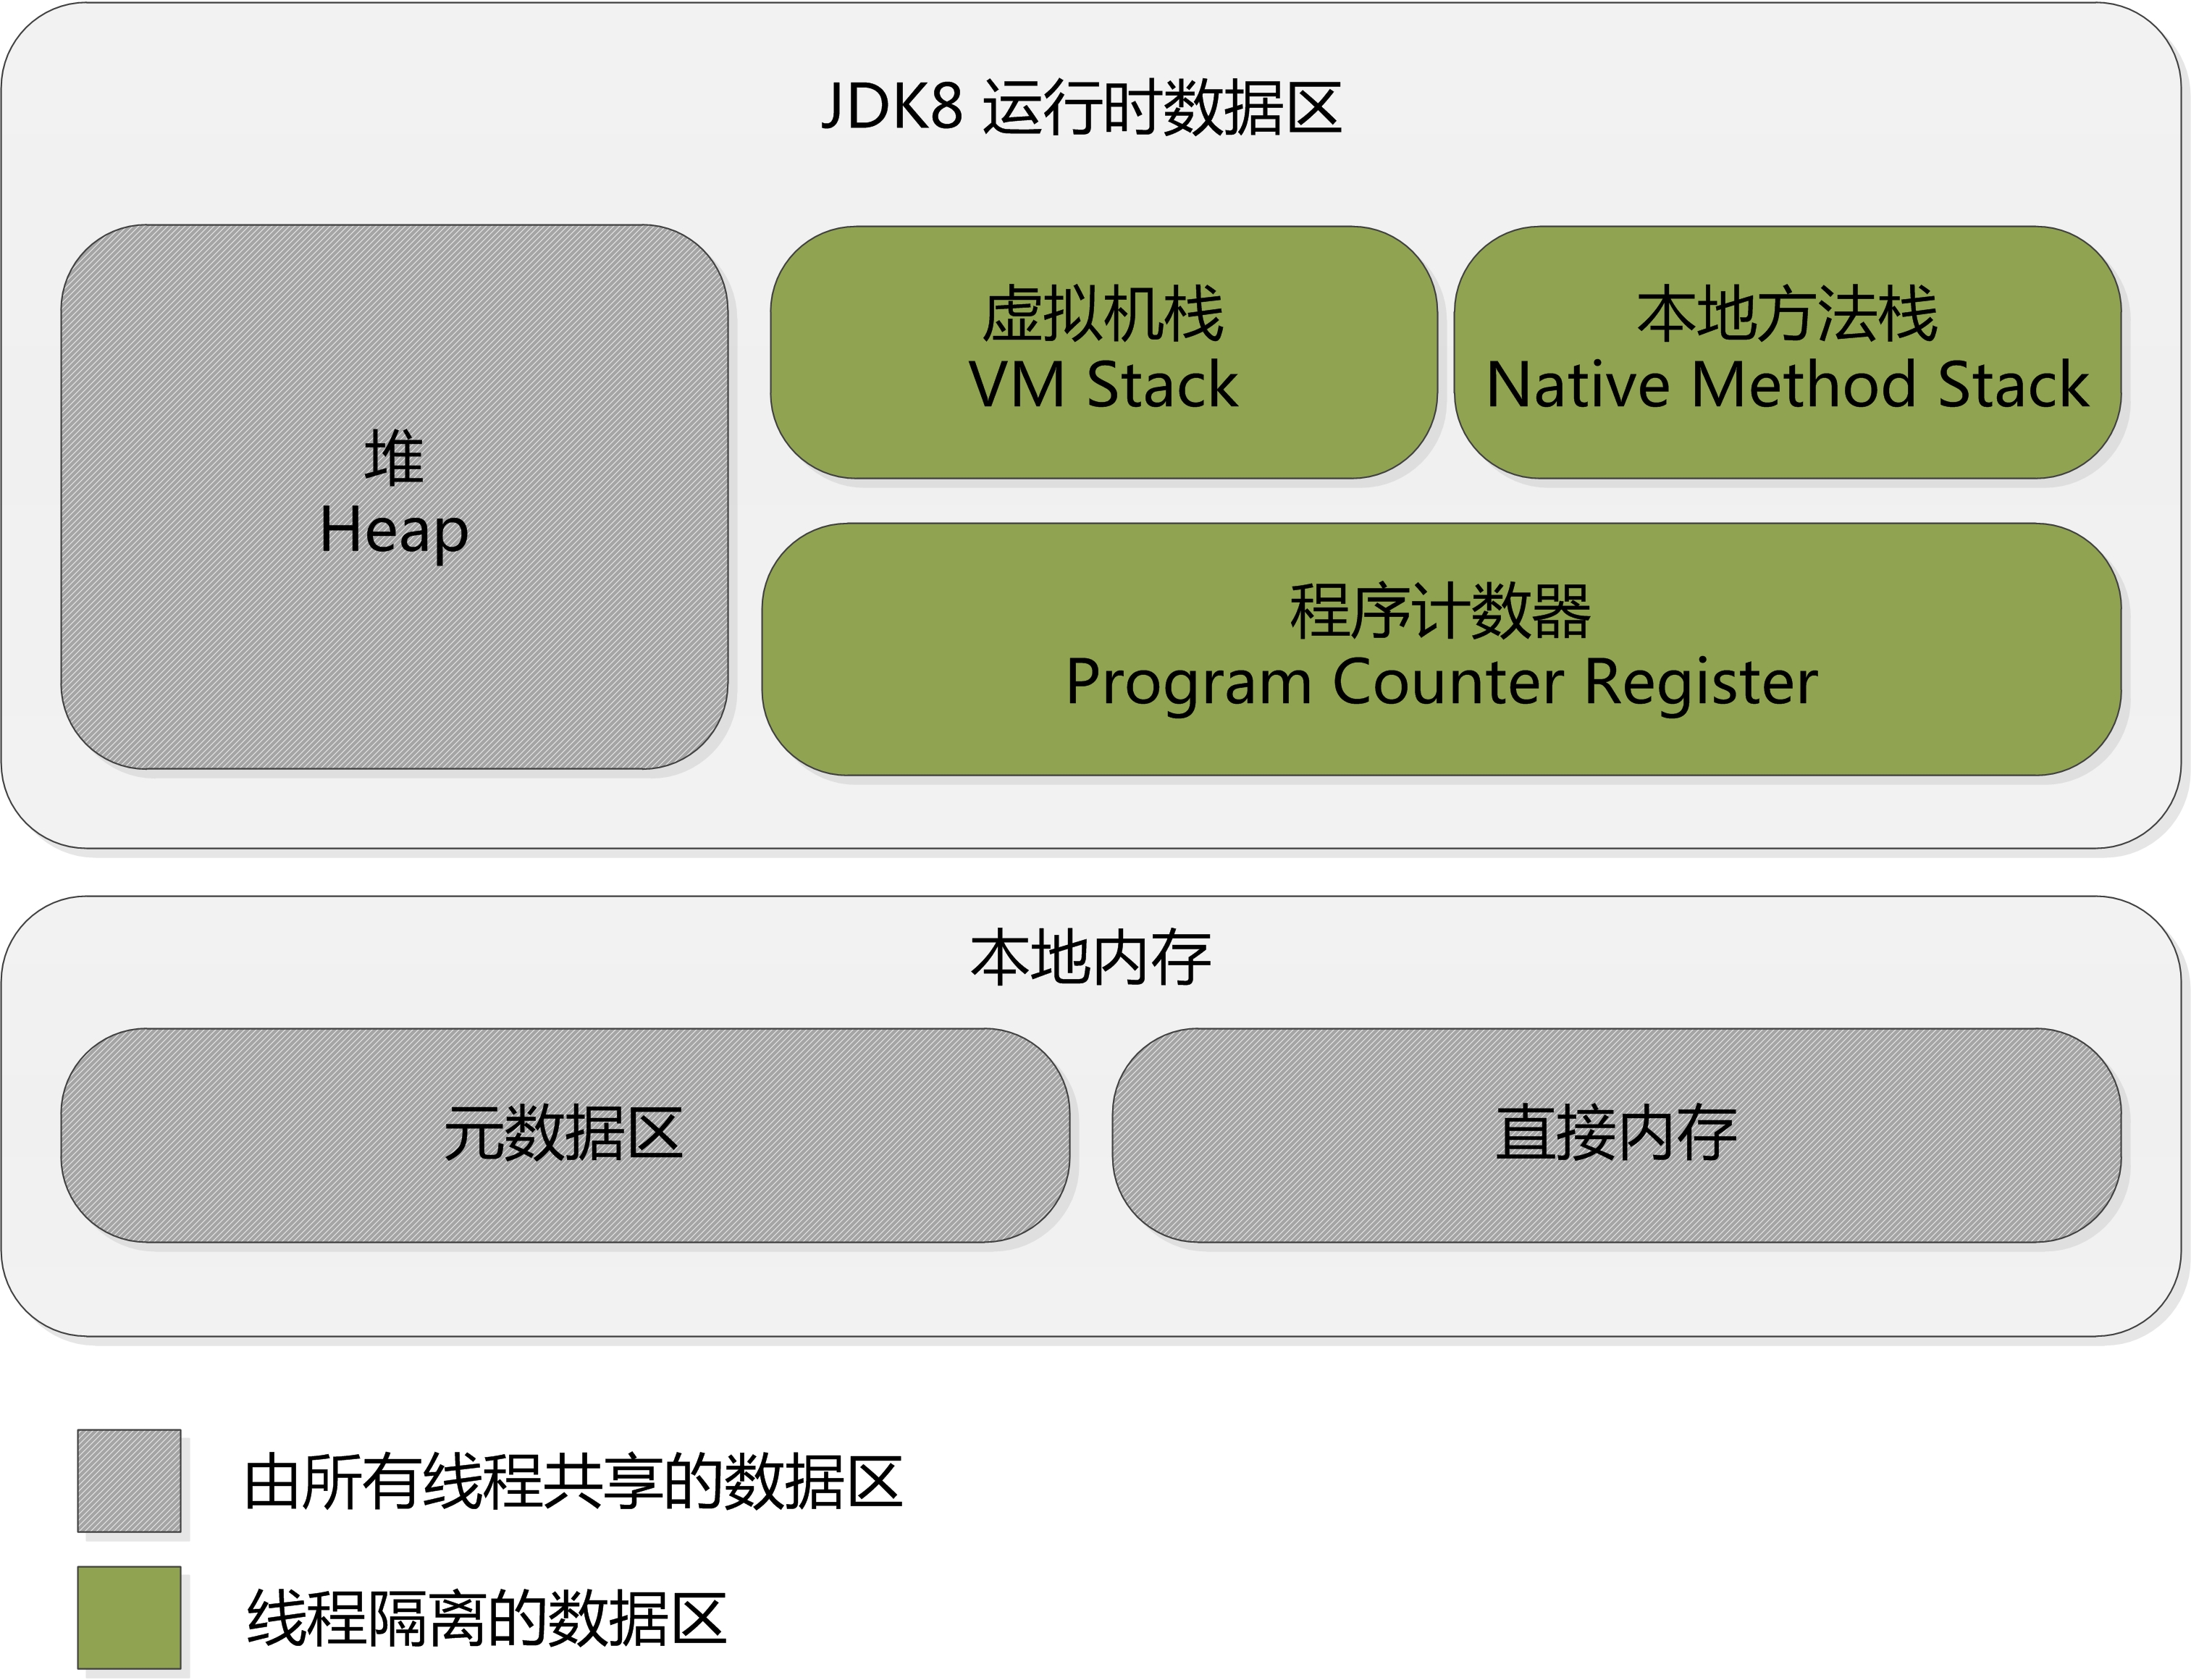 JDK8 运行时数据区
堆
Heap
虚拟机栈
VM Stack
本地方法栈
Native Method Stack
程序计数器
Program Counter Register
本地内存
元数据区
直接内存
由所有线程共享的数据区
线程隔离的数据区